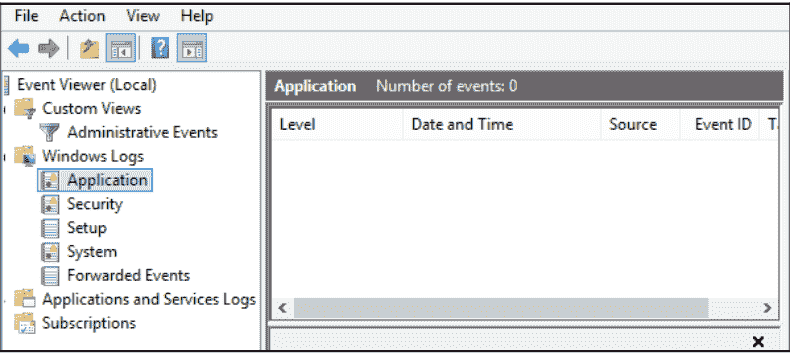 File Action View Help
Event Viewer (Local)
Custom Views
Administrative Events
Windows Logs
Application
Security
Setup
System
Forwarded Events
Applications and Services Logs
Subscriptions
Application Number of events: 0
Level Date and Time Source Event ID T